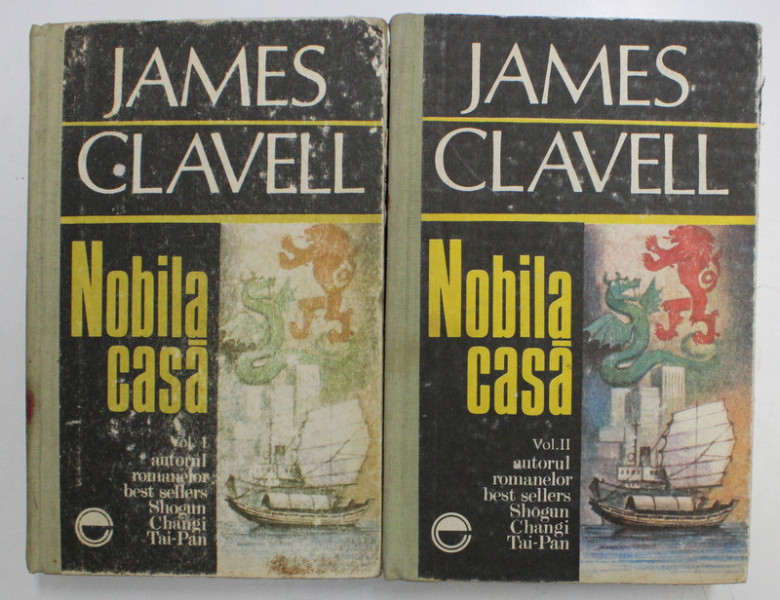 JAMES
CLAVELL
Nobila
casă
Vol. I
autorul
romanelor
best sellers
Shogun
Changi
Tai-Pan
JAMES
CLAVELL
Nobila
casă
Vol. II
autorul
romanelor
best sellers
Shogun
Changi
Tai-Pan